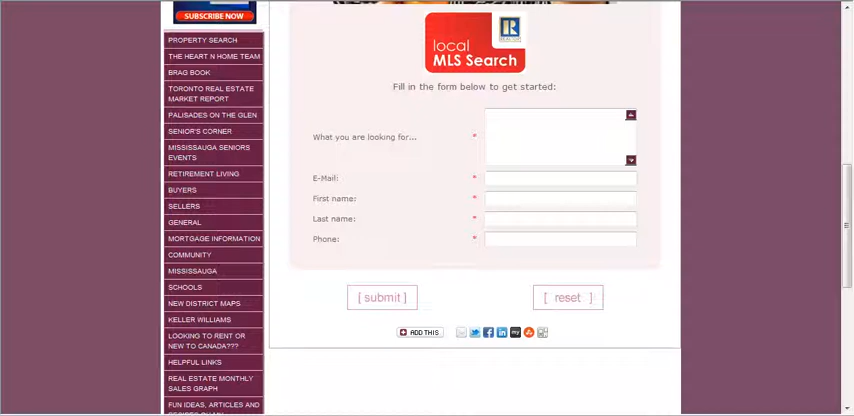 SUBSCRIBE NOW
PROPERTY SEARCH
THE HEART N HOME TEAM
BRAG BOOK
TORONTO REAL ESTATE
MARKET REPORT
PALISADES ON THE GLEN
SENIOR'S CORNER
MISSISSAUGA SENIORS
EVENTS
RETIREMENT LIVING
BUYERS
SELLERS
GENERAL
MORTGAGE INFORMATION
COMMUNITY
MISSISSAUGA
SCHOOLS
NEW DISTRICT MAPS
KELLER WILLIAMS
LOOKING TO RENT OR
NEW TO CANADA???
HELPFUL LINKS
REAL ESTATE MONTHLY
SALES GRAPH
FUN IDEAS, ARTICLES AND
local
MLS Search
Fill in the form below to get started:
What you are looking for... *
E-Mail: *
First name: *
Last name: *
Phone: *
[ submit ] [ reset ]
ADD THIS